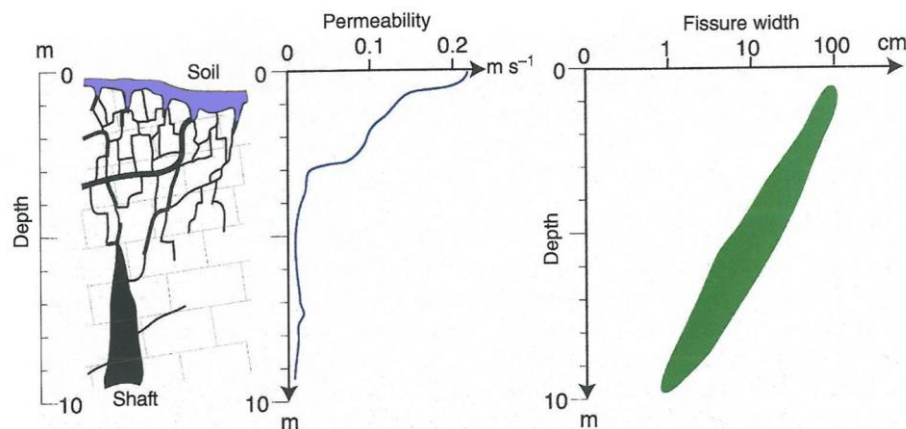 Permeability
Fissure width
m
0
0.1
0.2
m s⁻¹
0
1
10
100
cm
0
Soil
0
0
Depth
Depth
10
Shaft
10
m
10
m